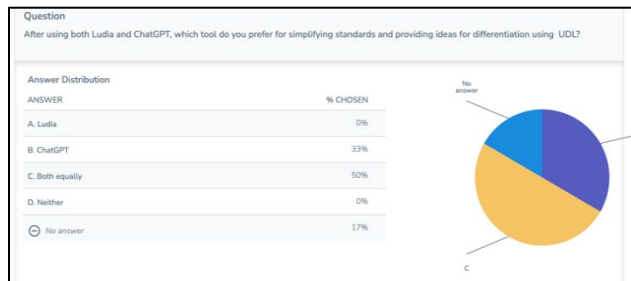 Question
After using both Ludia and ChatGPT, which tool do you prefer for simplifying standards and providing ideas for differentiation using UDL?
Answer Distribution
ANSWER % CHOSEN
A. Ludia 0%
B. ChatGPT 33%
C. Both equally 50%
D. Neither 0%
No answer 17%
No
answer
C